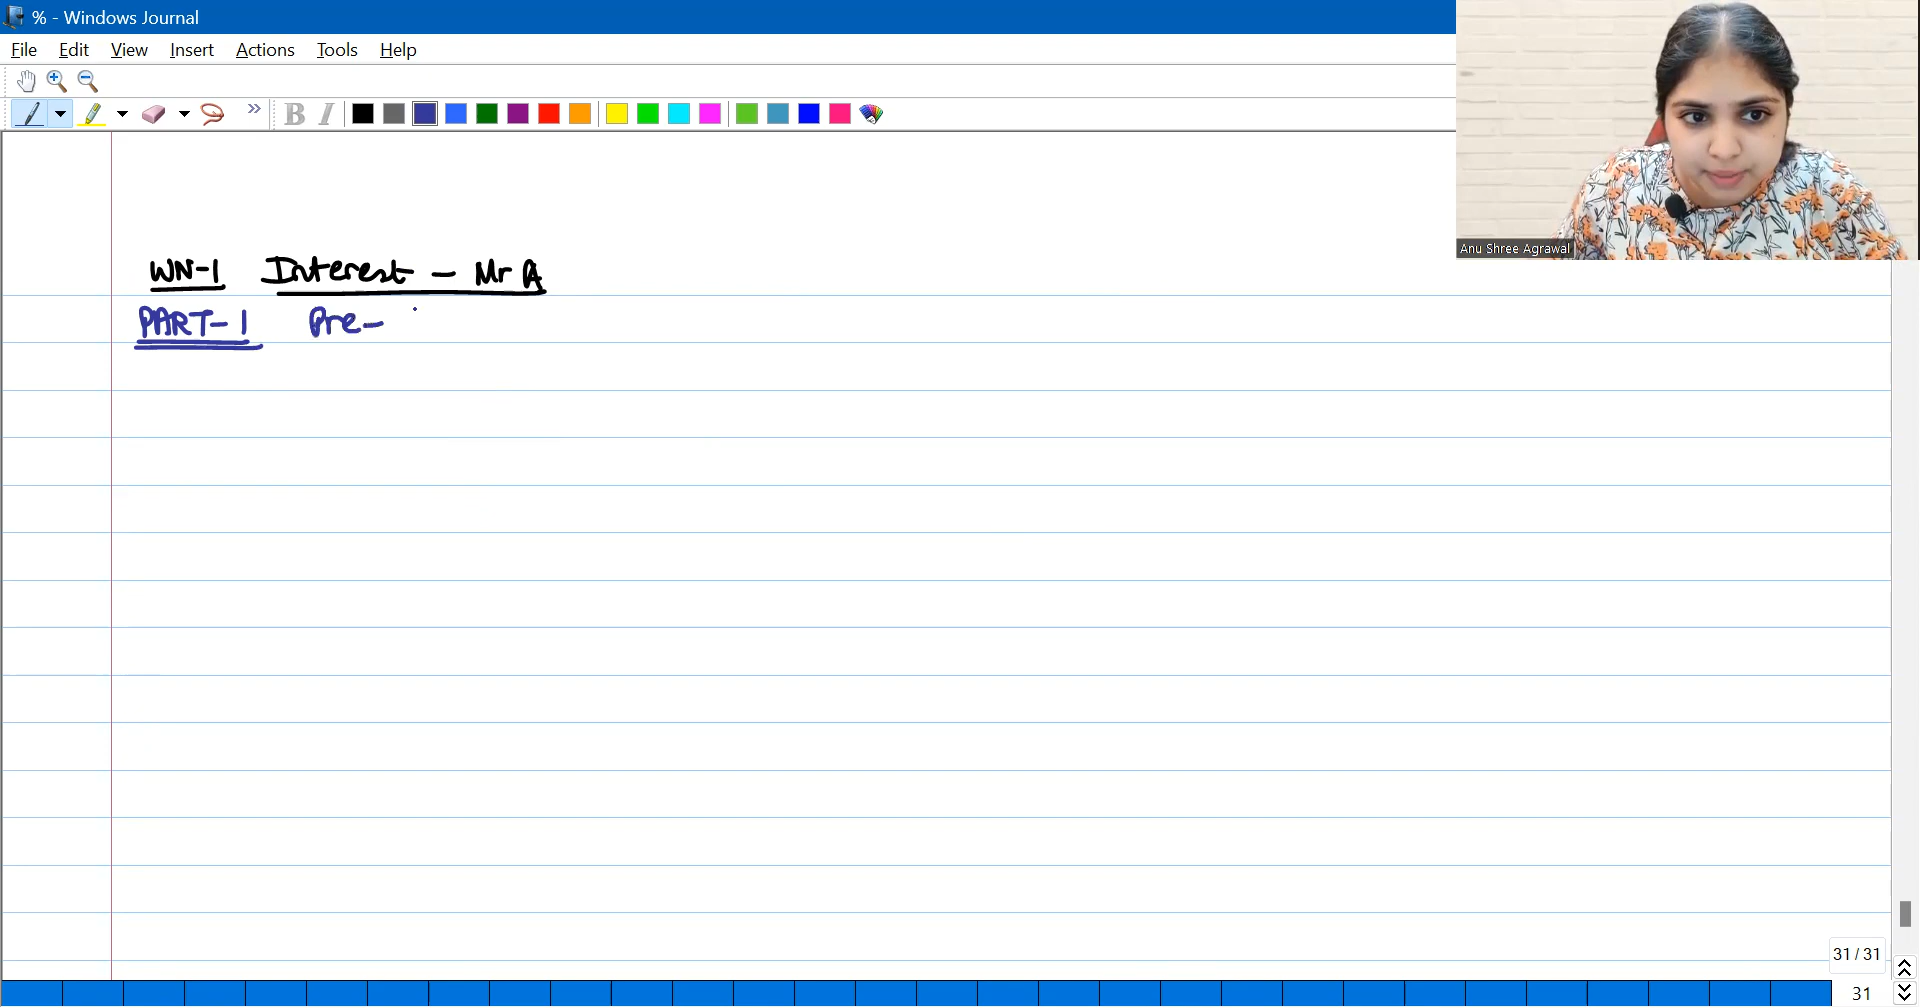 % - Windows Journal
File Edit View Insert Actions Tools Help
B I
Anu Shree Agrawal
WN-1 Interest - Mr A
PART-1 Pre-
31 / 31
31